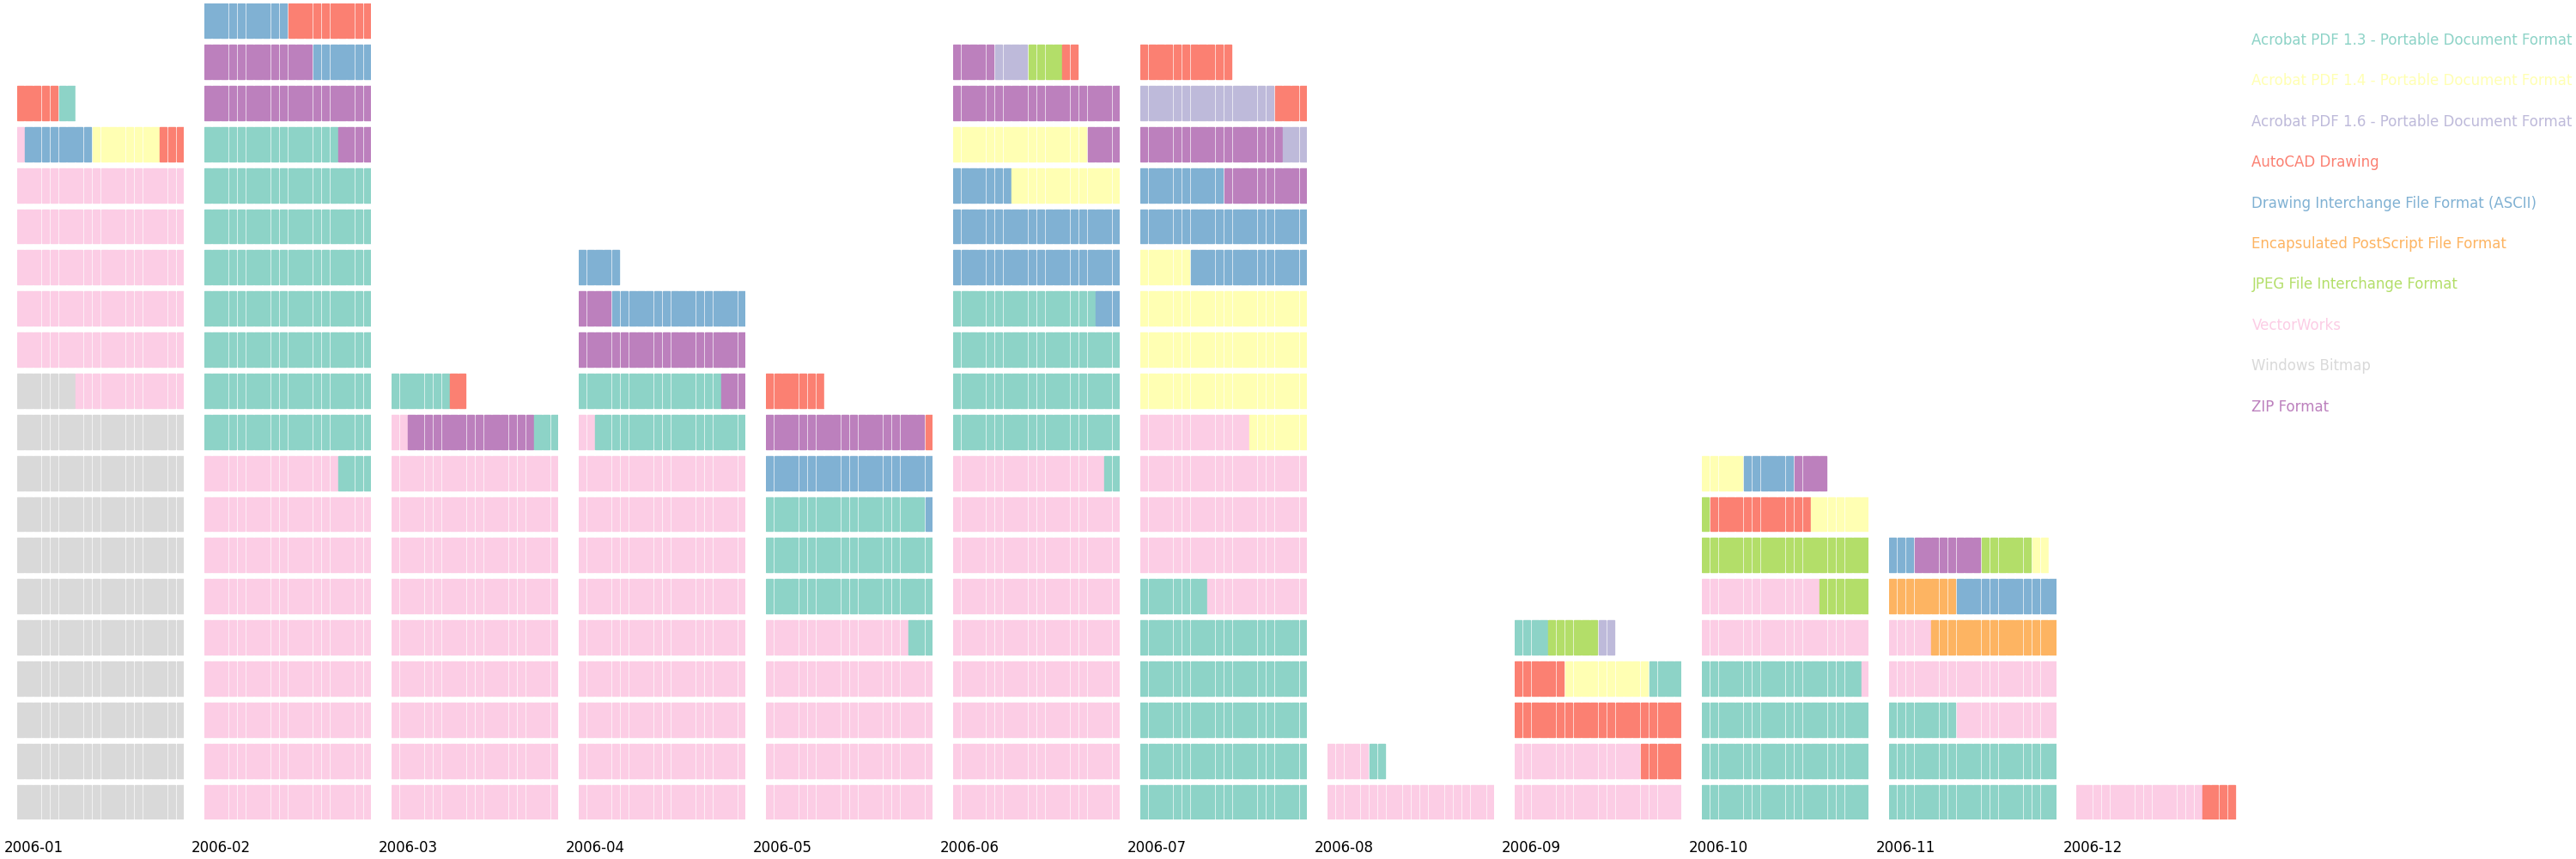 Acrobat PDF 1.3 - Portable Document Format
Acrobat PDF 1.4 - Portable Document Format
Acrobat PDF 1.6 - Portable Document Format
AutoCAD Drawing
Drawing Interchange File Format (ASCII)
Encapsulated PostScript File Format
JPEG File Interchange Format
VectorWorks
Windows Bitmap
ZIP Format
2006-01
2006-02
2006-03
2006-04
2006-05
2006-06
2006-07
2006-08
2006-09
2006-10
2006-11
2006-12